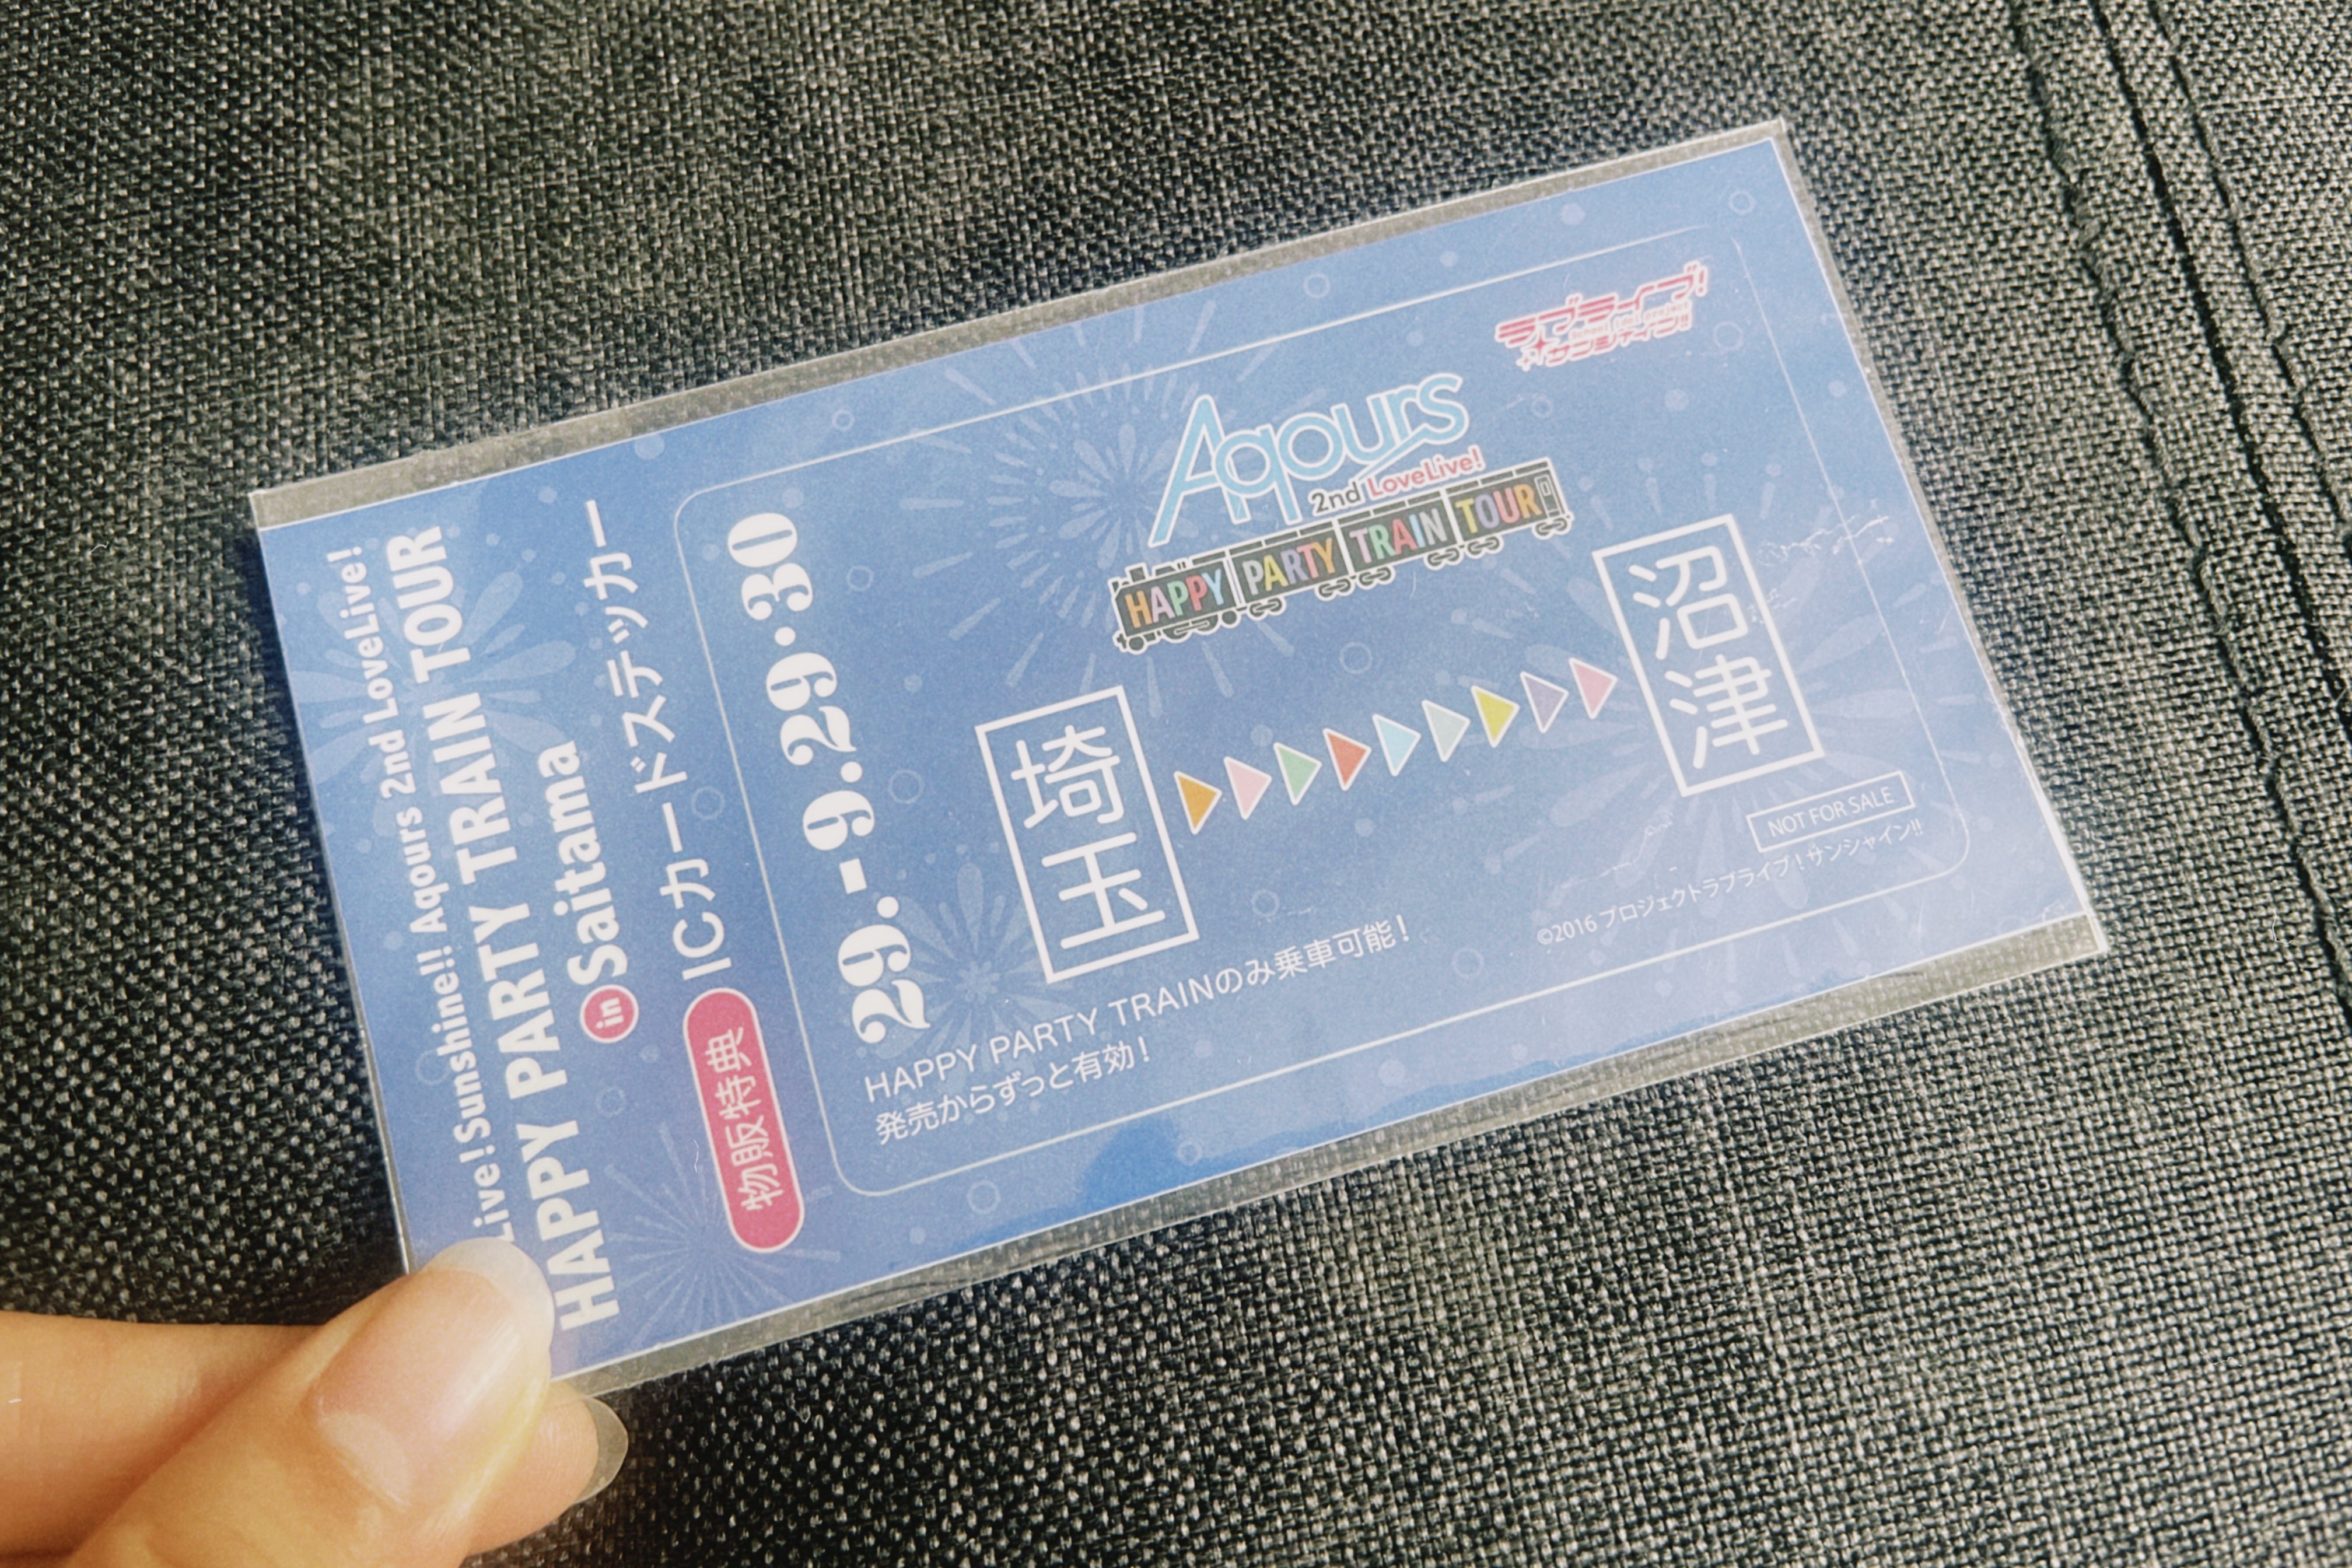 Live! Sunshine!! Aqours 2nd LoveLive!
HAPPY PARTY TRAIN TOUR
in Saitama
物販特典 ICカードステッカー
29.-9.29・30
ラブライブ!
サンシャイン!!
Aqours
2nd LoveLive!
HAPPY PARTY TRAIN TOUR
埼玉
沼津
NOT FOR SALE
©2016 プロジェクトラブライブ!サンシャイン!!
HAPPY PARTY TRAINのみ乗車可能!
発売からずっと有効!